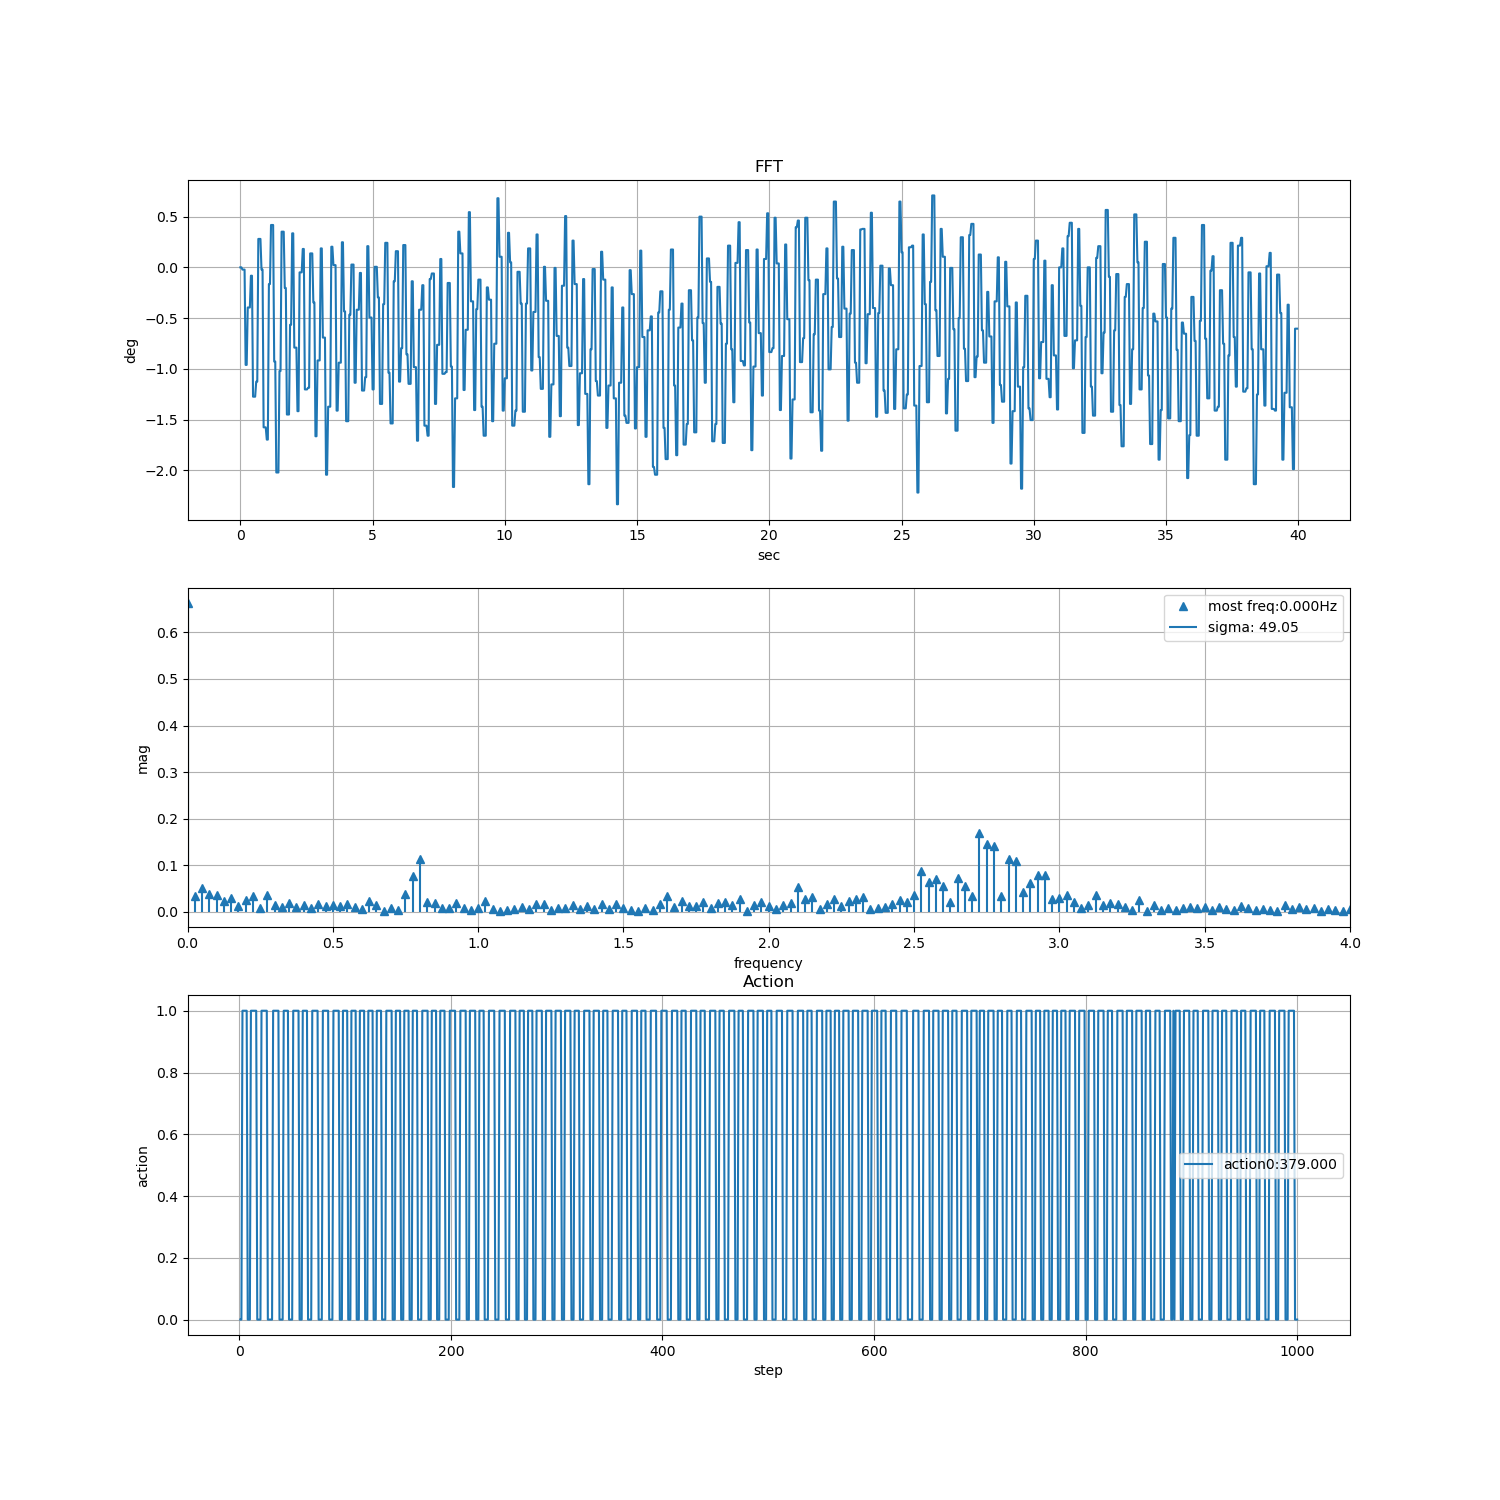 FFT
0.5
0.0
−0.5
−1.0
−1.5
−2.0
deg
0 5 10 15 20 25 30 35 40
sec
most freq:0.000Hz
sigma: 49.05
0.6
0.5
0.4
0.3
0.2
0.1
0.0
mag
0.0 0.5 1.0 1.5 2.0 2.5 3.0 3.5 4.0
frequency
Action
1.0
0.8
0.6
0.4
0.2
0.0
action
action0:379.000
0 200 400 600 800 1000
step